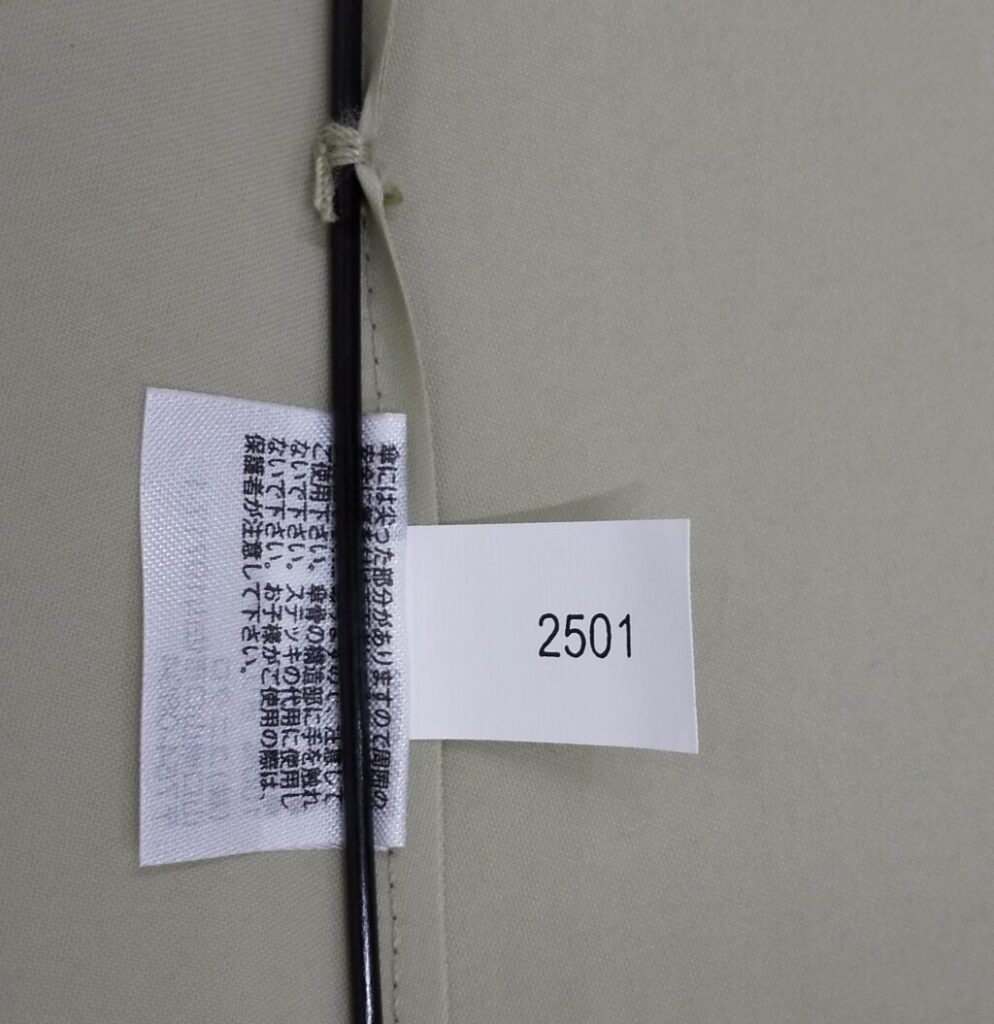 傘には尖った部分がありますので周囲の
安全に 注意して
ご使用下さい。傘骨の構造部に手を触れ
ないで下さい。ステッキの代用に使用し
ないで下さい。お子様がご使用の際は、
保護者が注意して下さい。
2501